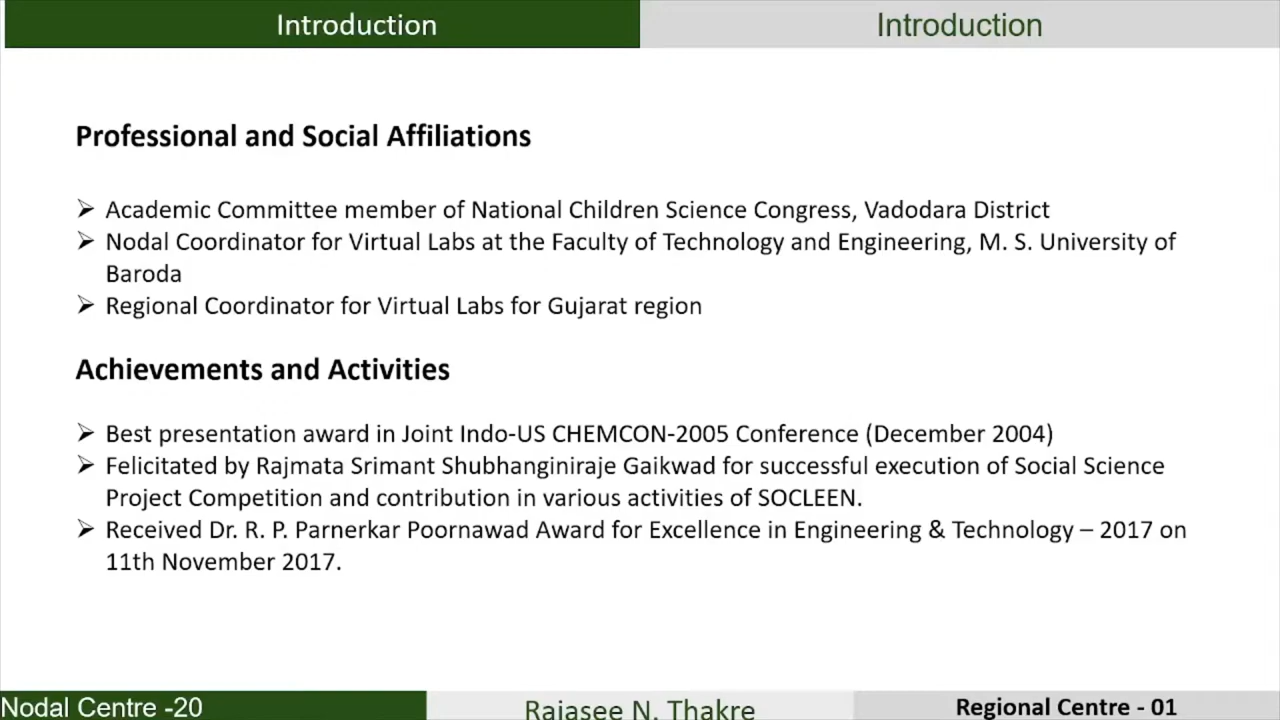 Introduction
Introduction
Professional and Social Affiliations
➢ Academic Committee member of National Children Science Congress, Vadodara District
➢ Nodal Coordinator for Virtual Labs at the Faculty of Technology and Engineering, M. S. University of
Baroda
➢ Regional Coordinator for Virtual Labs for Gujarat region
Achievements and Activities
➢ Best presentation award in Joint Indo-US CHEMCON-2005 Conference (December 2004)
➢ Felicitated by Rajmata Srimant Shubhanginiraje Gaikwad for successful execution of Social Science
Project Competition and contribution in various activities of SOCLEEN.
➢ Received Dr. R. P. Parnerkar Poornawad Award for Excellence in Engineering & Technology – 2017 on
11th November 2017.
Nodal Centre -20
Rajasee N. Thakre
Regional Centre - 01